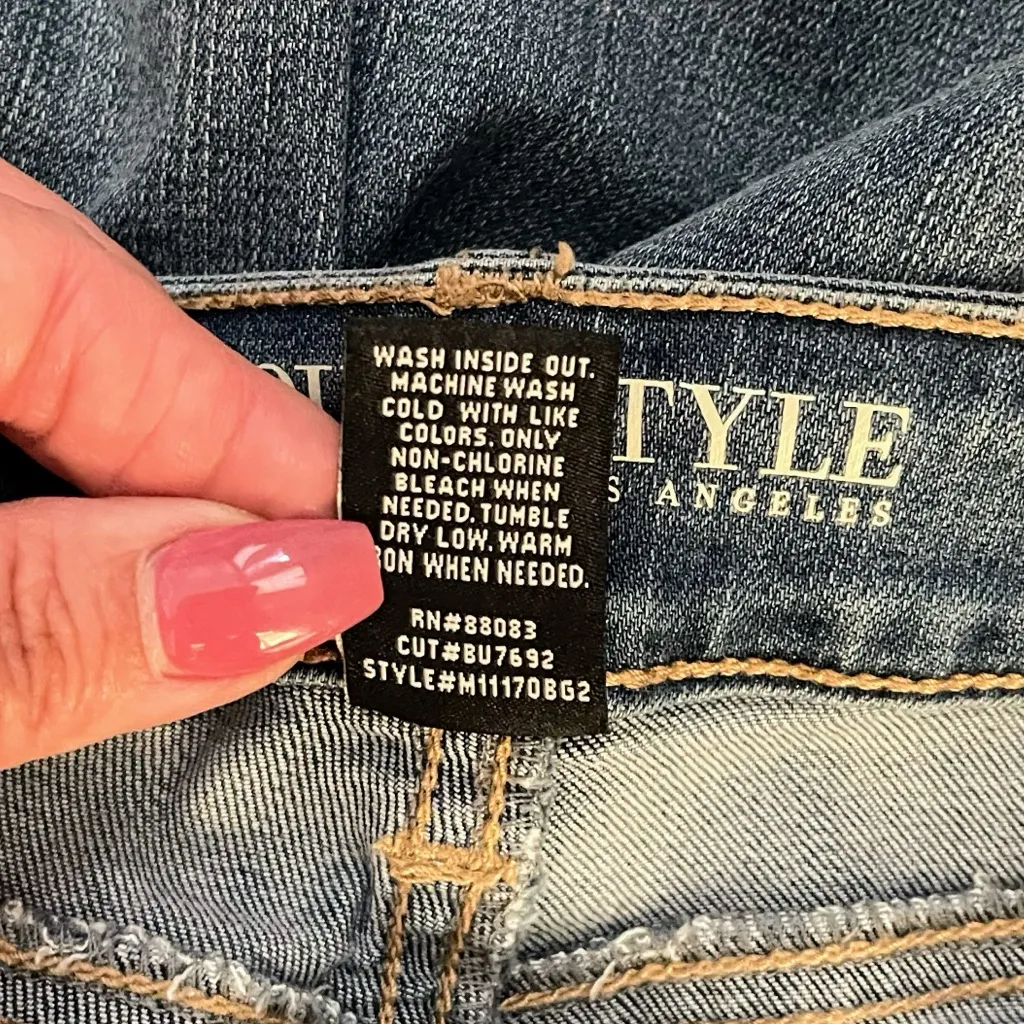 WASH INSIDE OUT.
MACHINE WASH
COLD WITH LIKE
COLORS. ONLY
NON-CHLORINE
BLEACH WHEN
NEEDED. TUMBLE
DRY LOW. WARM
WHEN NEEDED.
RN#88083
CUT#BU7692
STYLE#M11170BG2
TYLE
S ANGELES